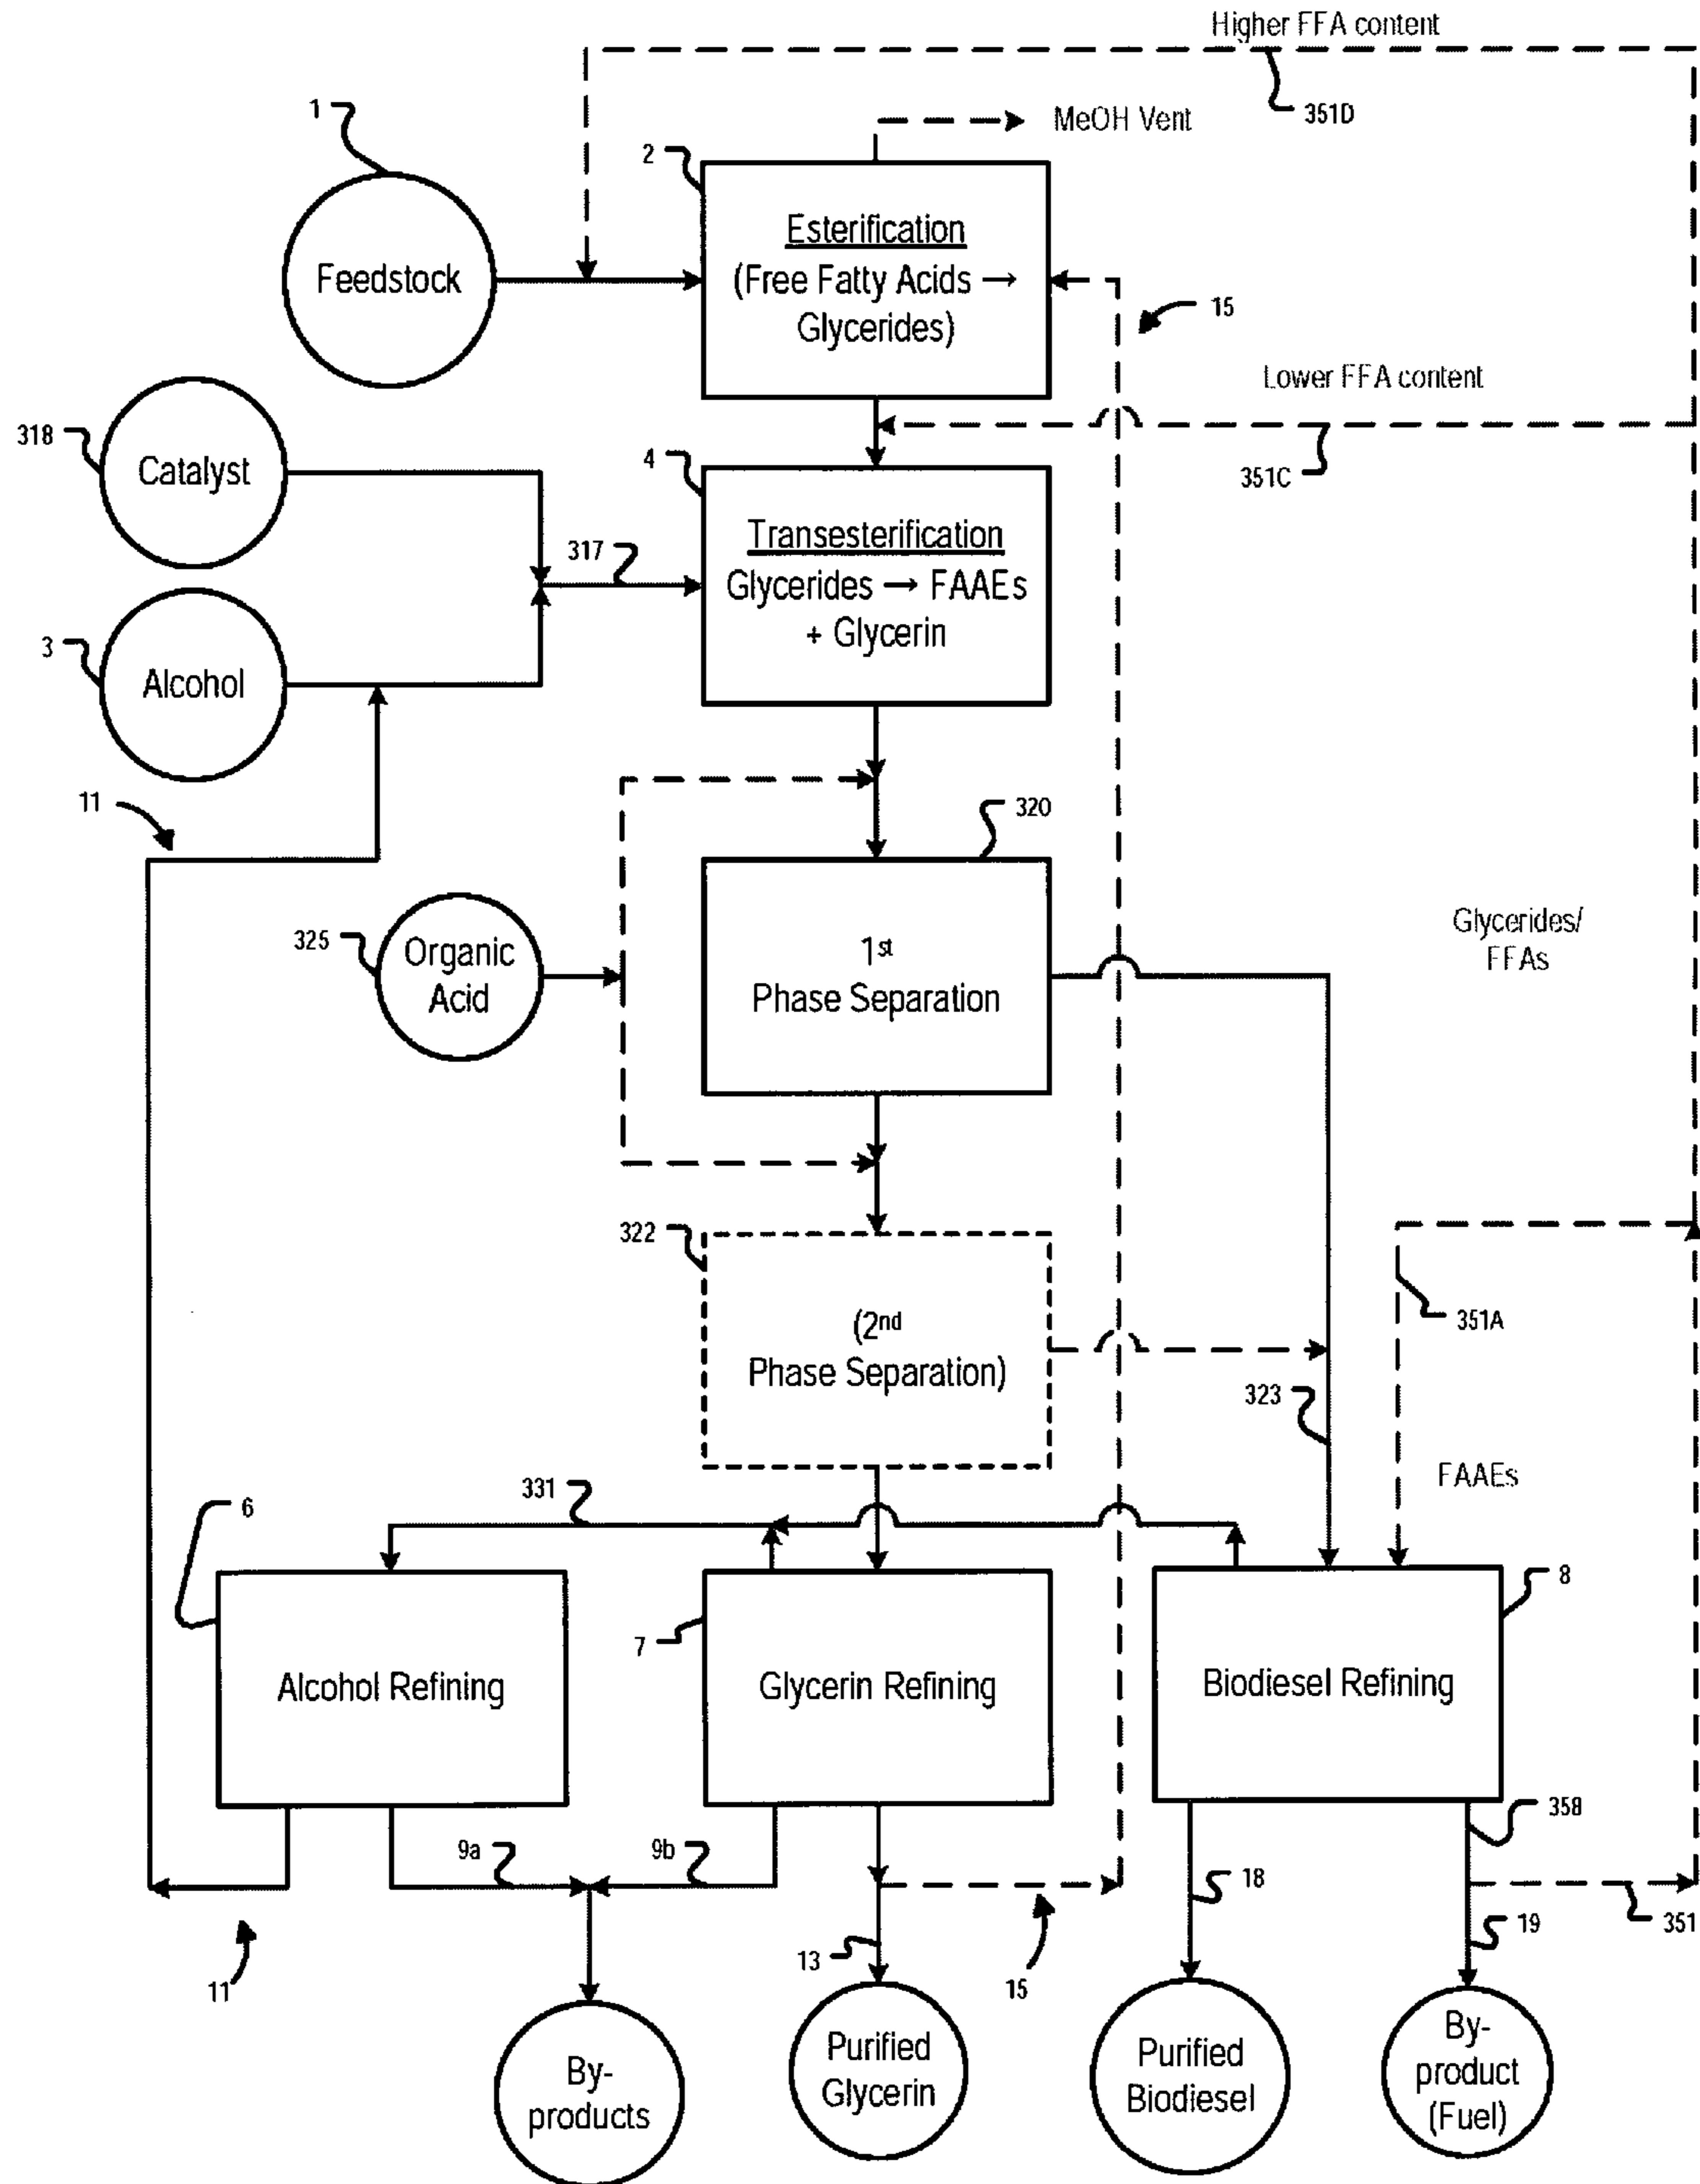 Higher FFA content
351D
MeOH Vent
1
2
Feedstock
Esterification
(Free Fatty Acids →
Glycerides)
15
Lower FFA content
351C
318
Catalyst
4
Transesterification
Glycerides → FAAEs
+ Glycerin
317
3
Alcohol
11
320
325
Organic
Acid
1st
Phase Separation
Glycerides/
FFAs
322
(2nd
Phase Separation)
351A
323
FAAEs
331
6
7
8
Alcohol Refining
Glycerin Refining
Biodiesel Refining
358
9a
9b
18
351
19
13
15
11
By-
products
Purified
Glycerin
Purified
Biodiesel
By-
product
(Fuel)